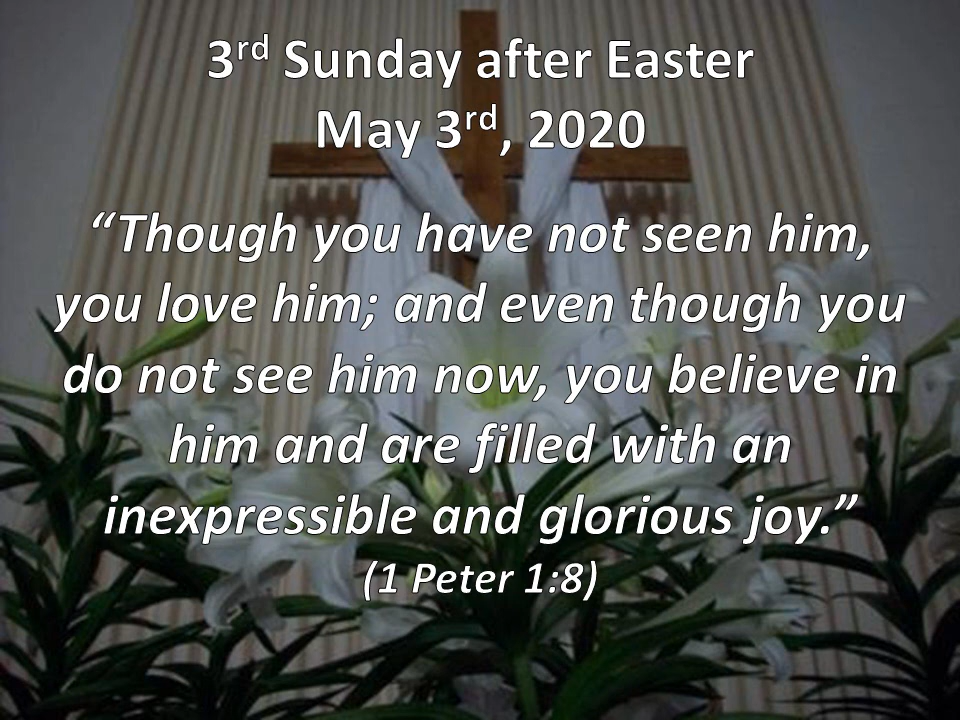 3rd Sunday after Easter
May 3rd, 2020
“Though you have not seen him,
you love him; and even though you
do not see him now, you believe in
him and are filled with an
inexpressible and glorious joy.”
(1 Peter 1:8)